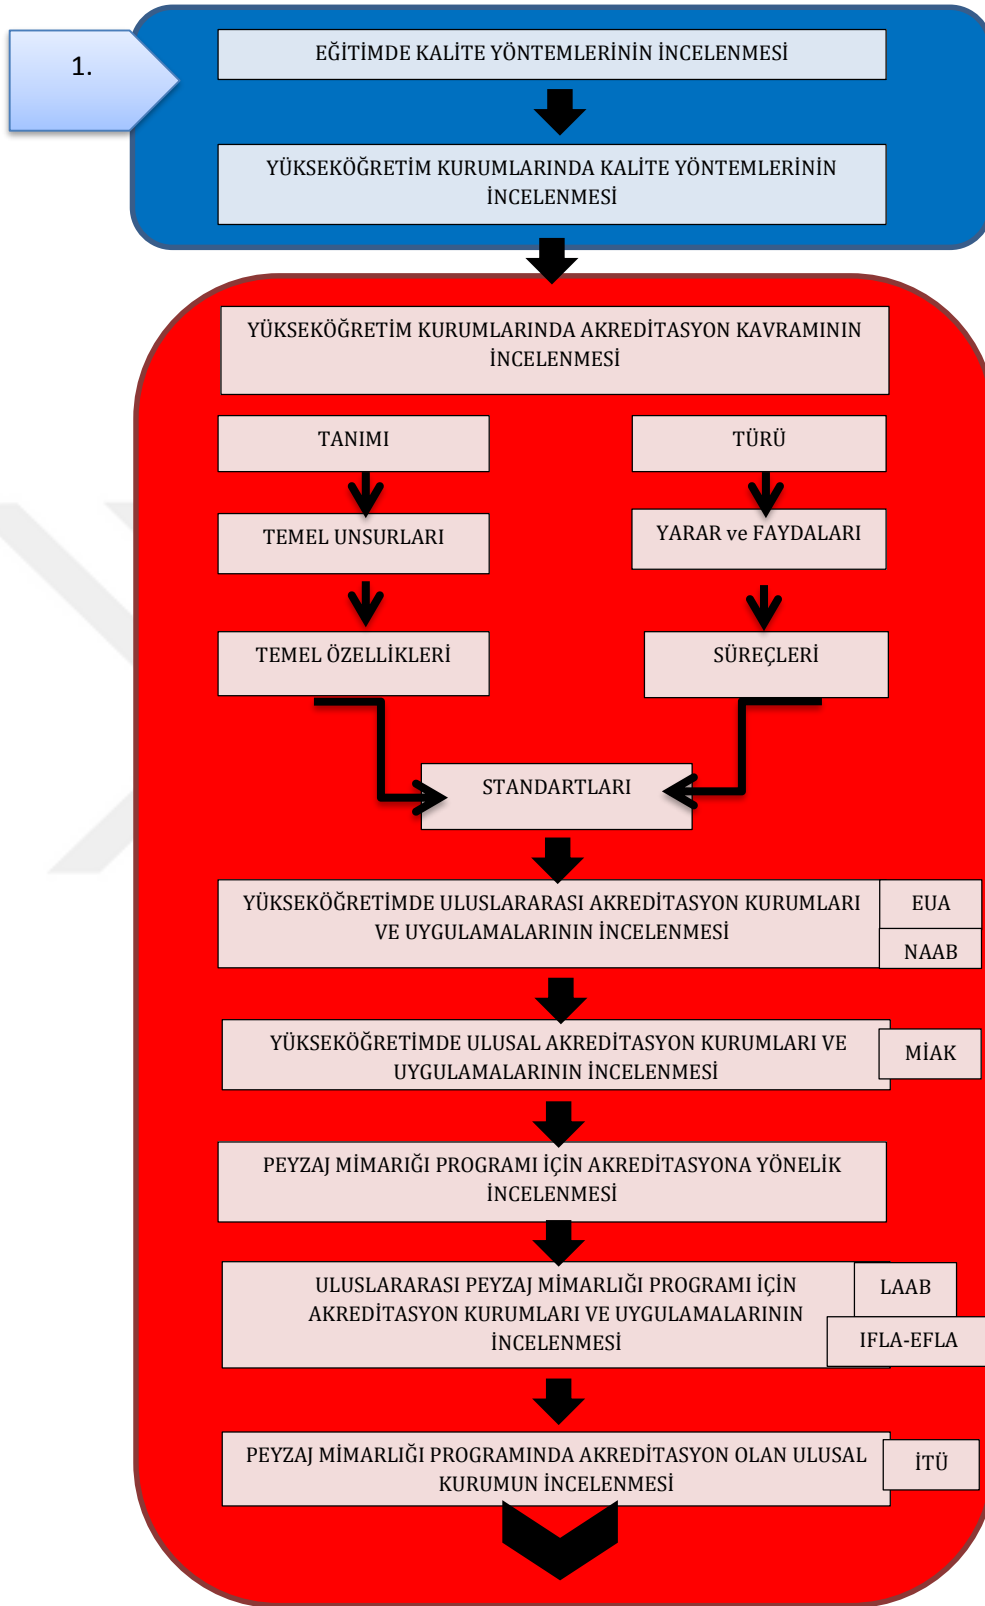 1.
EĞİTİMDE KALİTE YÖNTEMLERİNİN İNCELENMESİ
YÜKSEKÖĞRETİM KURUMLARINDA KALİTE YÖNTEMLERİNİN
İNCELENMESİ
YÜKSEKÖĞRETİM KURUMLARINDA AKREDİTASYON KAVRAMININ
İNCELENMESİ
TANIMI
TÜRÜ
TEMEL UNSURLARI
YARAR ve FAYDALARI
TEMEL ÖZELLİKLERİ
SÜREÇLERİ
STANDARTLARI
YÜKSEKÖĞRETİMDE ULUSLARARASI AKREDİTASYON KURUMLARI
VE UYGULAMALARININ İNCELENMESİ
EUA
NAAB
YÜKSEKÖĞRETİMDE ULUSAL AKREDİTASYON KURUMLARI VE
UYGULAMALARININ İNCELENMESİ
MİAK
PEYZAJ MİMARIĞI PROGRAMI İÇİN AKREDİTASYONA YÖNELİK
İNCELENMESİ
ULUSLARARASI PEYZAJ MİMARLIĞI PROGRAMI İÇİN
AKREDİTASYON KURUMLARI VE UYGULAMALARININ
İNCELENMESİ
LAAB
IFLA-EFLA
PEYZAJ MİMARLIĞI PROGRAMINDA AKREDİTASYON OLAN ULUSAL
KURUMUN İNCELENMESİ
İTÜ